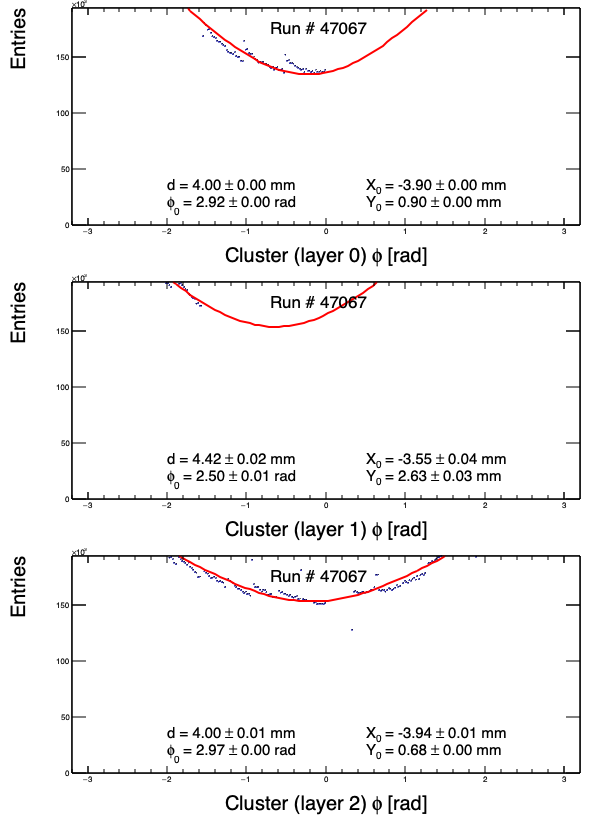 ×10²
Entries
Run # 47067
150
100
50
0
d = 4.00 ± 0.00 mm
ϕ₀ = 2.92 ± 0.00 rad
X₀ = -3.90 ± 0.00 mm
Y₀ = 0.90 ± 0.00 mm
−3 −2 −1 0 1 2 3
Cluster (layer 0) ϕ [rad]
×10²
Entries
Run # 47067
150
100
50
0
d = 4.42 ± 0.02 mm
ϕ₀ = 2.50 ± 0.01 rad
X₀ = -3.55 ± 0.04 mm
Y₀ = 2.63 ± 0.03 mm
−3 −2 −1 0 1 2 3
Cluster (layer 1) ϕ [rad]
×10²
Entries
Run # 47067
150
100
50
0
d = 4.00 ± 0.01 mm
ϕ₀ = 2.97 ± 0.00 rad
X₀ = -3.94 ± 0.01 mm
Y₀ = 0.68 ± 0.00 mm
−3 −2 −1 0 1 2 3
Cluster (layer 2) ϕ [rad]